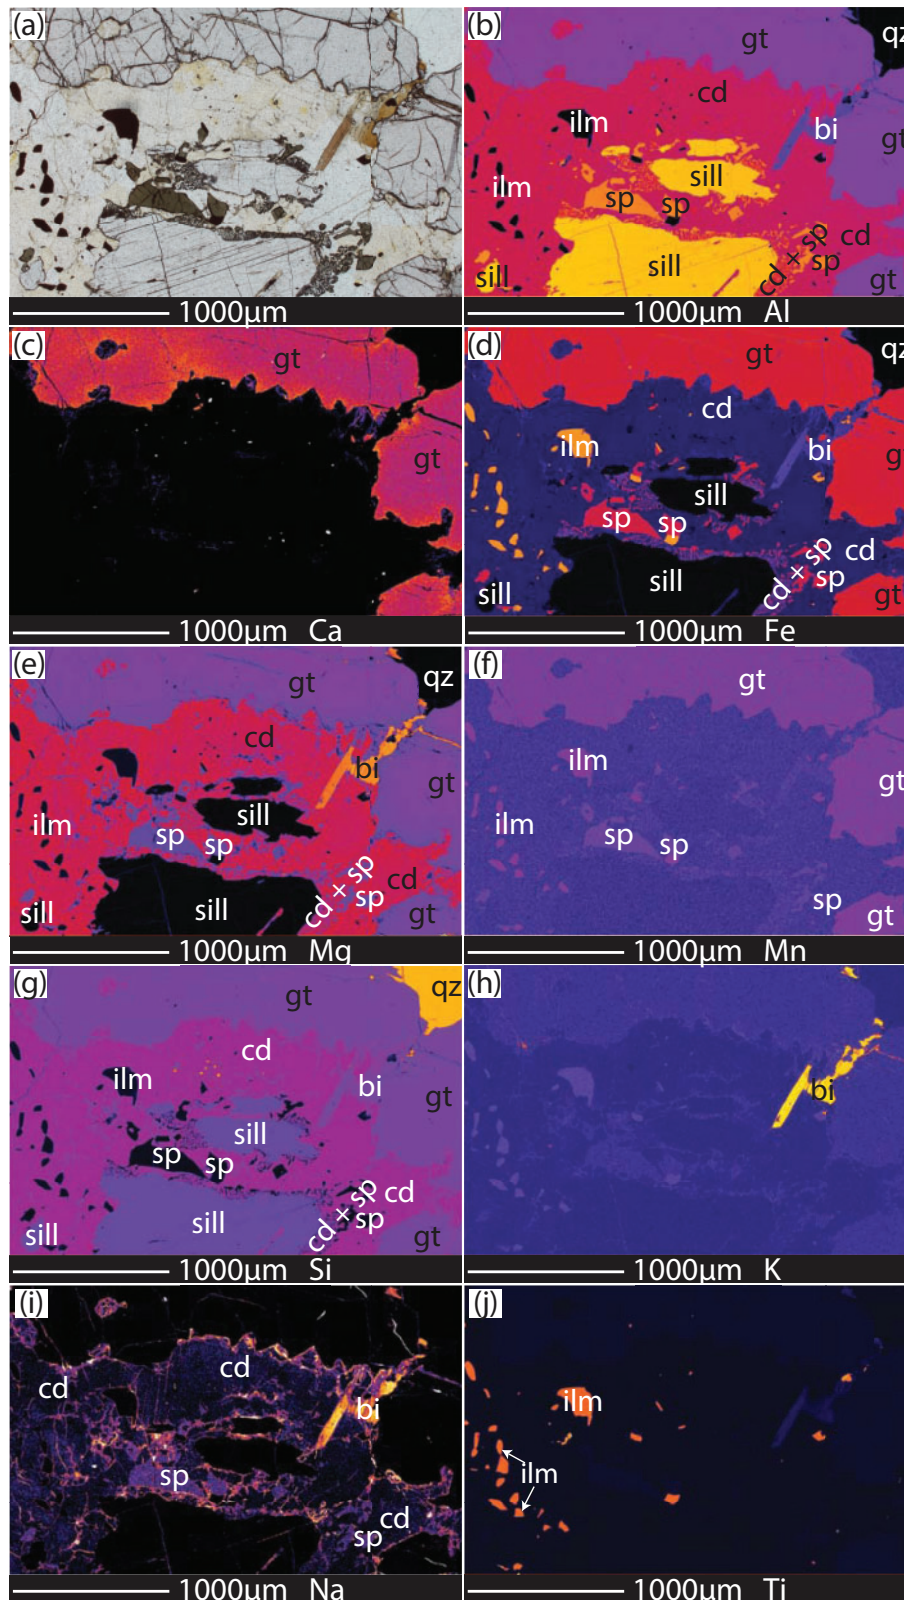 (a)
1000µm
(b)
gt
qz
cd
ilm
bi
gt
ilm
sill
sp
sp
cd + sp
cd
sill
sill
sp
gt
1000µm Al
(c)
gt
gt
1000µm Ca
(d)
gt
qz
cd
ilm
bi
gt
sill
sp
sp
cd + sp
cd
sill
sill
sp
gt
1000µm Fe
(e)
gt
qz
cd
bi
gt
sill
ilm
sp
sp
cd + sp
cd
sill
sill
sp
gt
1000µm Mg
(f)
gt
ilm
gt
ilm
sp
sp
sp
gt
1000µm Mn
(g)
gt
qz
cd
ilm
bi
gt
sill
sp
sp
cd + sp
cd
sill
sill
sp
gt
1000µm Si
(h)
bi
1000µm K
(i)
cd
cd
bi
sp
cd
sp
1000µm Na
(j)
ilm
ilm
1000µm Ti